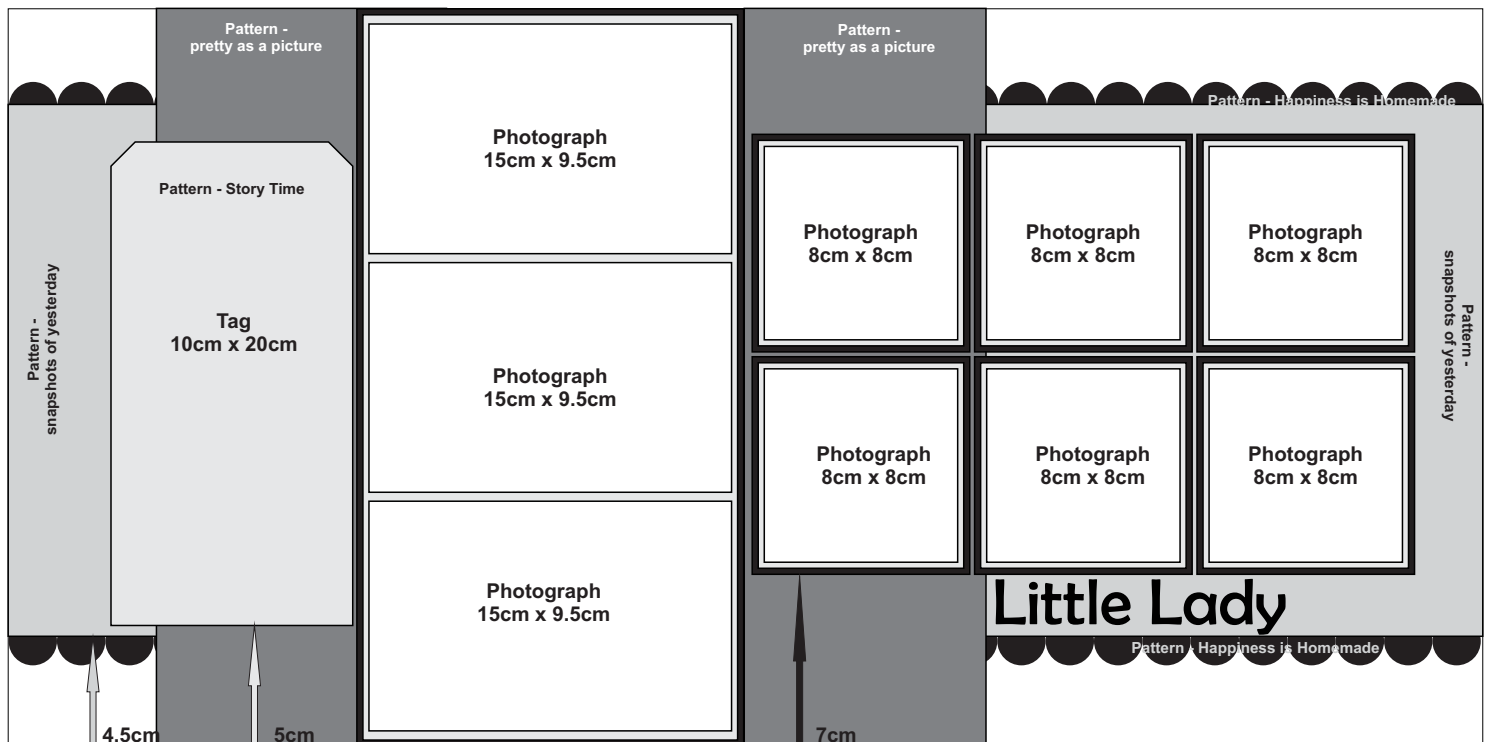 Pattern -
pretty as a picture
Pattern -
pretty as a picture
Pattern - Happiness is Homemade
Pattern - Story Time
Pattern -
snapshots of yesterday
Tag
10cm x 20cm
Photograph
15cm x 9.5cm
Photograph
15cm x 9.5cm
Photograph
15cm x 9.5cm
Photograph
8cm x 8cm
Photograph
8cm x 8cm
Photograph
8cm x 8cm
Photograph
8cm x 8cm
Photograph
8cm x 8cm
Photograph
8cm x 8cm
Pattern -
snapshots of yesterday
Little Lady
Pattern - Happiness is Homemade
4.5cm
5cm
7cm